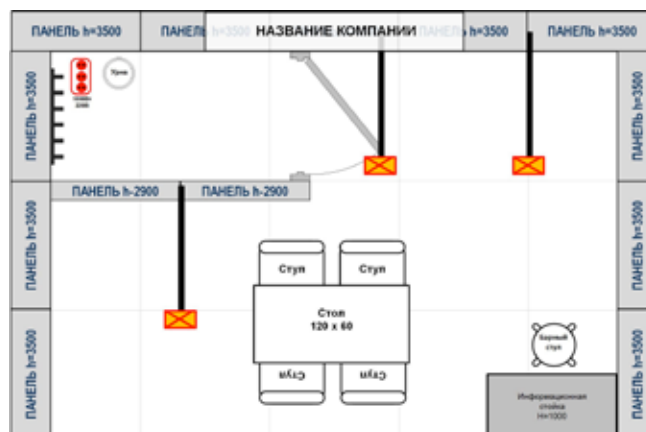 ПАНЕЛЬ h=3500
ПАНЕЛЬ h=3500
НАЗВАНИЕ КОМПАНИИ
ПАНЕЛЬ h=3500
ПАНЕЛЬ h=3500
ПАНЕЛЬ h=3500
Урна
ПАНЕЛЬ h=3500
ПАНЕЛЬ h-2900
ПАНЕЛЬ h-2900
ПАНЕЛЬ h=3500
ПАНЕЛЬ h=3500
Стул
Стул
Стол
120 x 60
Барный
стул
Стул
Стул
ПАНЕЛЬ h=3500
ПАНЕЛЬ h=3500
Информационная
стойка
H=1000